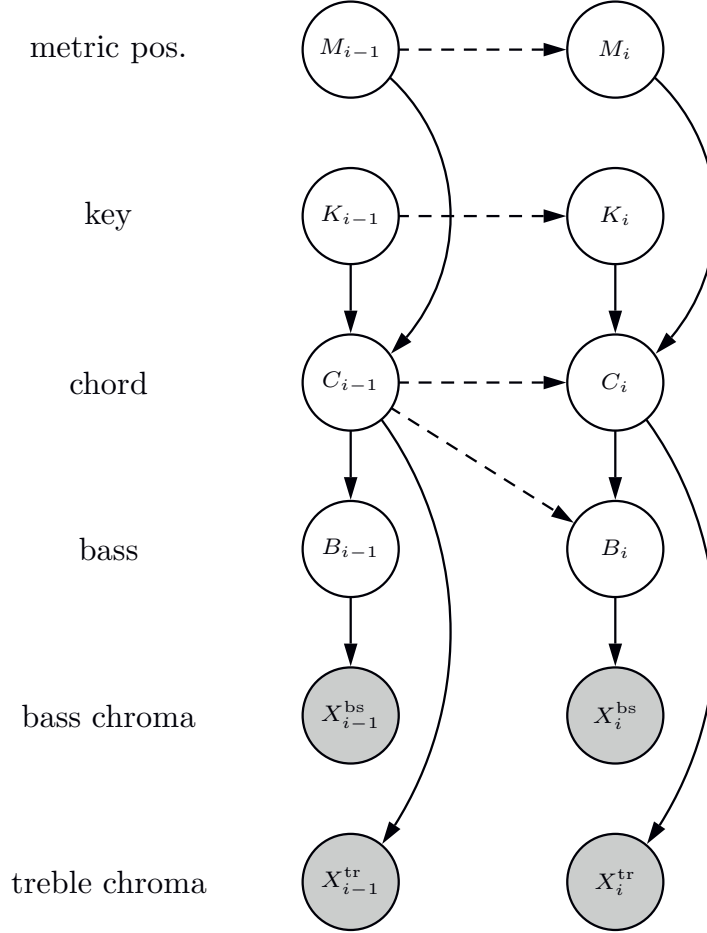 metric pos. M_{i−1} M_i
key K_{i−1} K_i
chord C_{i−1} C_i
bass B_{i−1} B_i
bass chroma X^{bs}_{i−1} X^{bs}_i
treble chroma X^{tr}_{i−1} X^{tr}_i